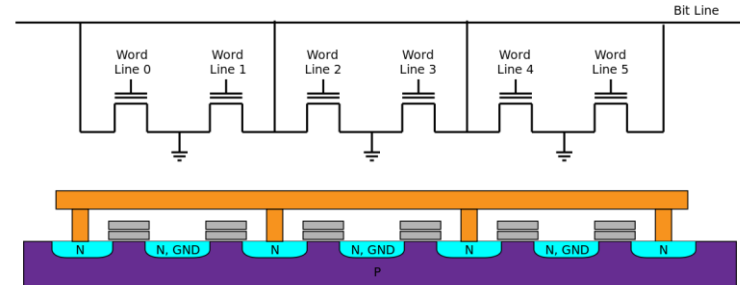 Bit Line
Word
Line 0
Word
Line 1
Word
Line 2
Word
Line 3
Word
Line 4
Word
Line 5
N
N, GND
N
N, GND
N
N, GND
N
P